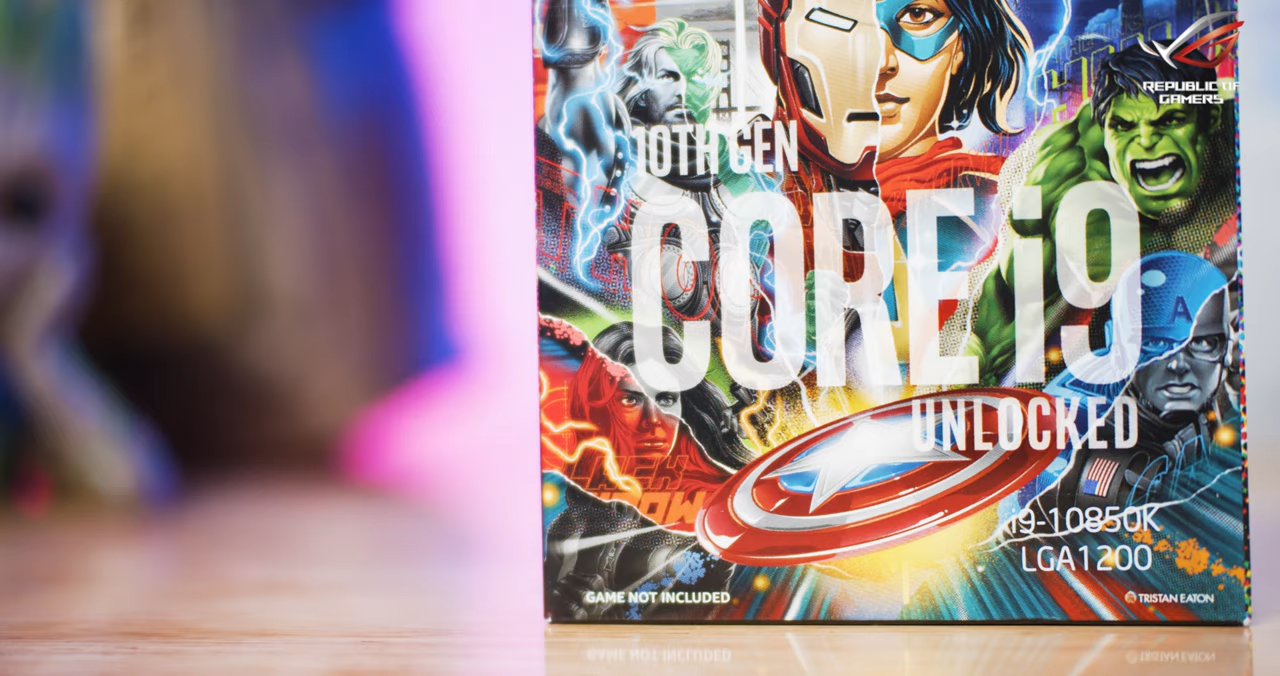 REPUBLIC OF
GAMERS
10TH GEN
CORE i9
UNLOCKED
i9-10850K
LGA1200
GAME NOT INCLUDED
TRISTAN EATON
A